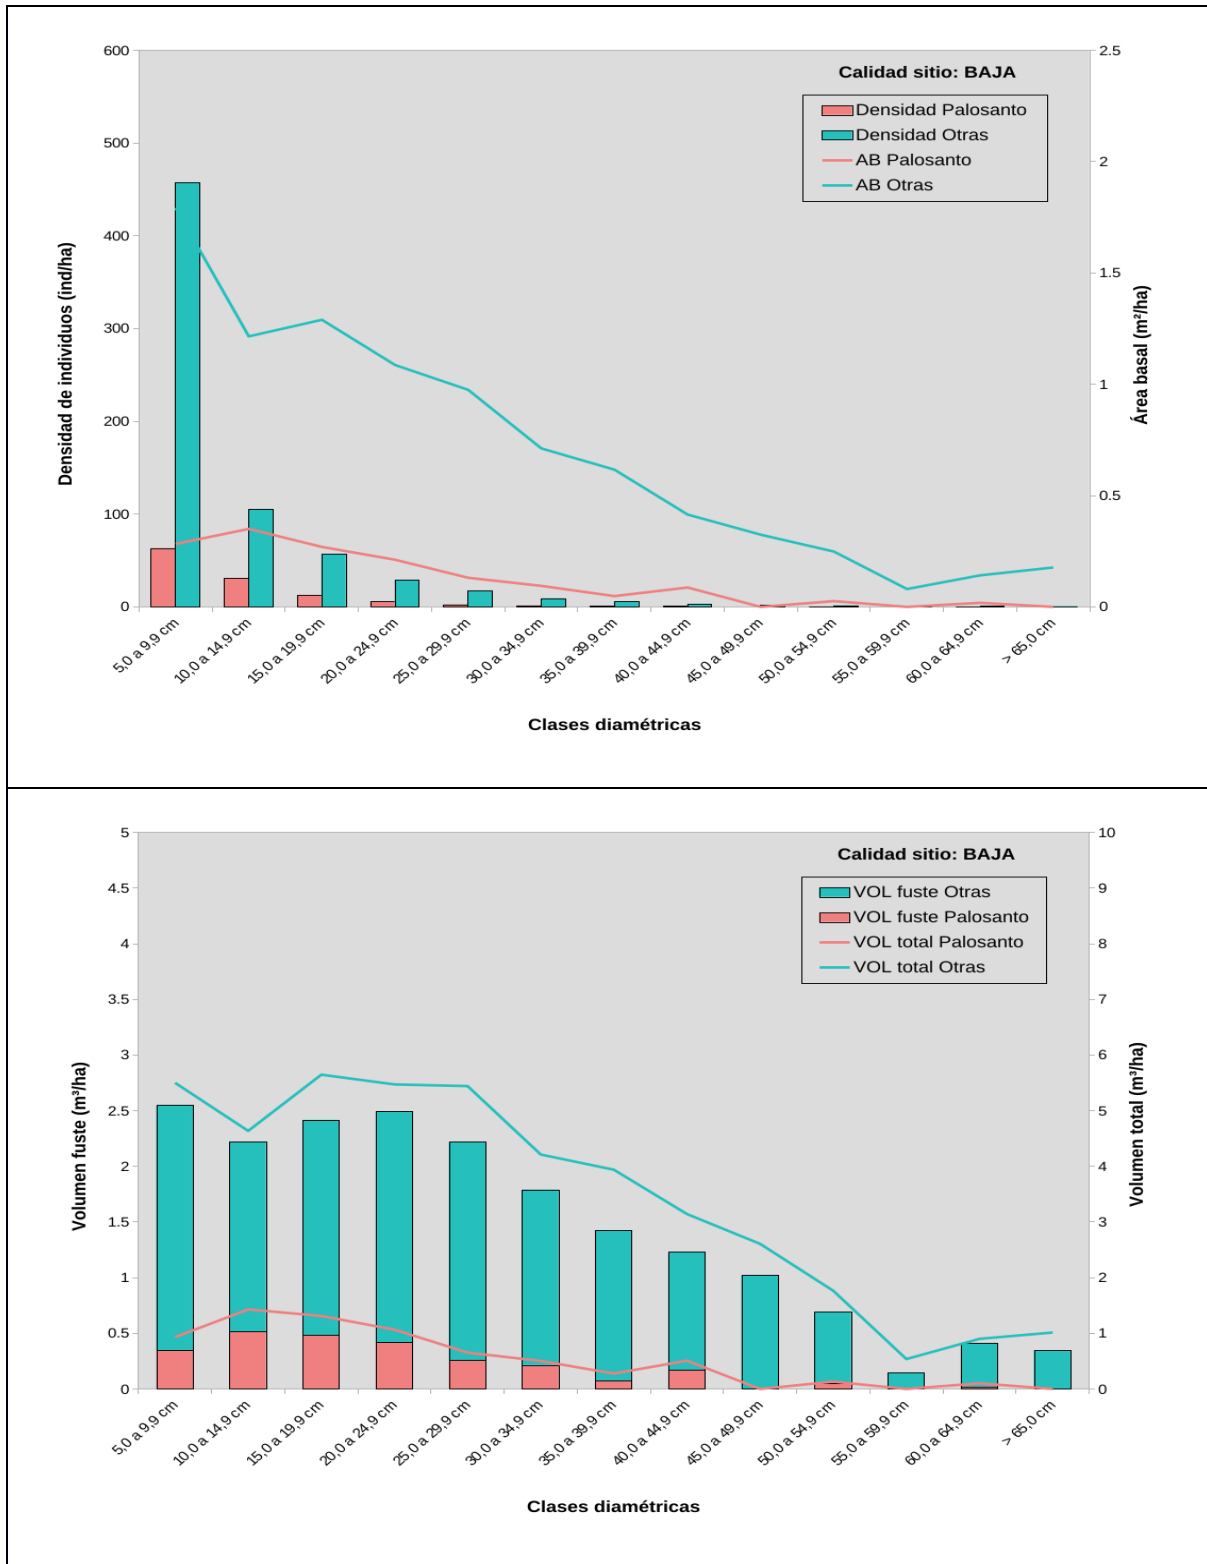 Calidad sitio: BAJA
Densidad Palosanto
Densidad Otras
AB Palosanto
AB Otras
600
500
400
300
200
100
0
2.5
2
1.5
1
0.5
0
Densidad de individuos (ind/ha)
Área basal (m²/ha)
5,0 a 9,9 cm
10,0 a 14,9 cm
15,0 a 19,9 cm
20,0 a 24,9 cm
25,0 a 29,9 cm
30,0 a 34,9 cm
35,0 a 39,9 cm
40,0 a 44,9 cm
45,0 a 49,9 cm
50,0 a 54,9 cm
55,0 a 59,9 cm
60,0 a 64,9 cm
> 65,0 cm
Clases diamétricas
Calidad sitio: BAJA
VOL fuste Otras
VOL fuste Palosanto
VOL total Palosanto
VOL total Otras
5
4.5
4
3.5
3
2.5
2
1.5
1
0.5
0
10
9
8
7
6
5
4
3
2
1
0
Volumen fuste (m³/ha)
Volumen total (m³/ha)
5,0 a 9,9 cm
10,0 a 14,9 cm
15,0 a 19,9 cm
20,0 a 24,9 cm
25,0 a 29,9 cm
30,0 a 34,9 cm
35,0 a 39,9 cm
40,0 a 44,9 cm
45,0 a 49,9 cm
50,0 a 54,9 cm
55,0 a 59,9 cm
60,0 a 64,9 cm
> 65,0 cm
Clases diamétricas